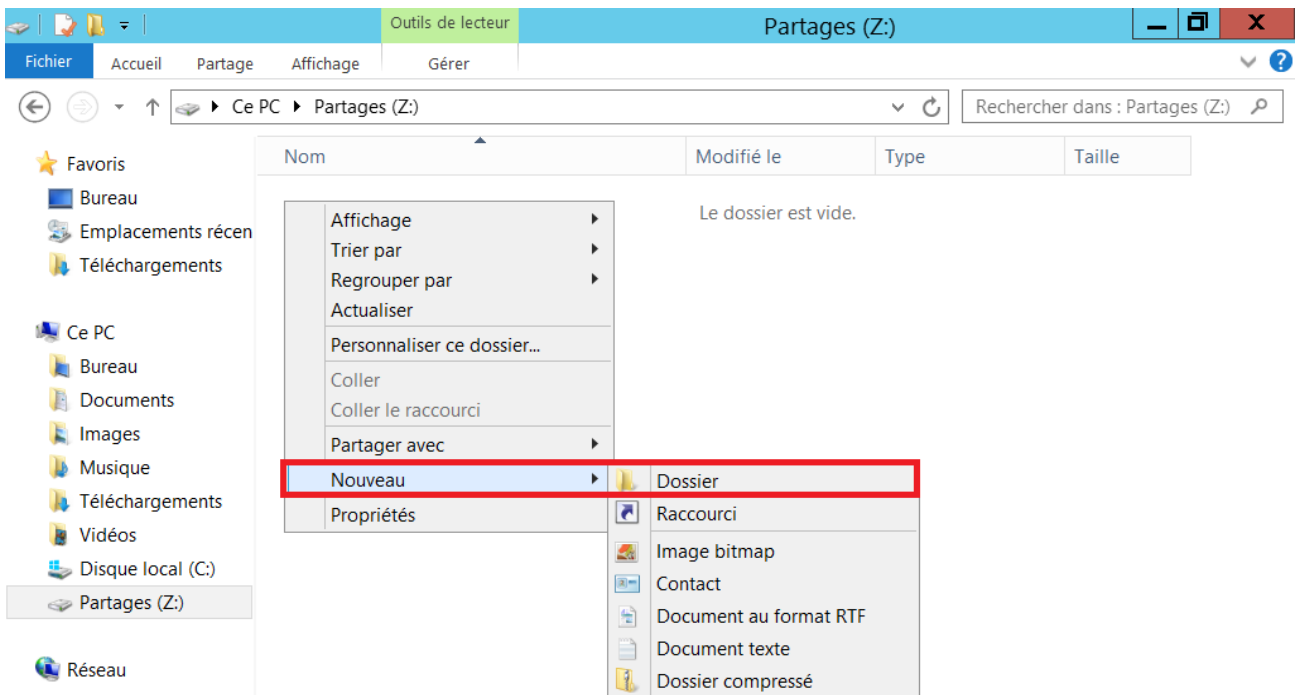 Outils de lecteur
Partages (Z:)
Fichier Accueil Partage Affichage Gérer
Ce PC Partages (Z:)
Rechercher dans : Partages (Z:)
Favoris
Bureau
Emplacements récen
Téléchargements
Ce PC
Bureau
Documents
Images
Musique
Téléchargements
Vidéos
Disque local (C:)
Partages (Z:)
Réseau
Nom Modifié le Type Taille
Le dossier est vide.
Affichage
Trier par
Regrouper par
Actualiser
Personnaliser ce dossier...
Coller
Coller le raccourci
Partager avec
Nouveau
Propriétés
Dossier
Raccourci
Image bitmap
Contact
Document au format RTF
Document texte
Dossier compressé